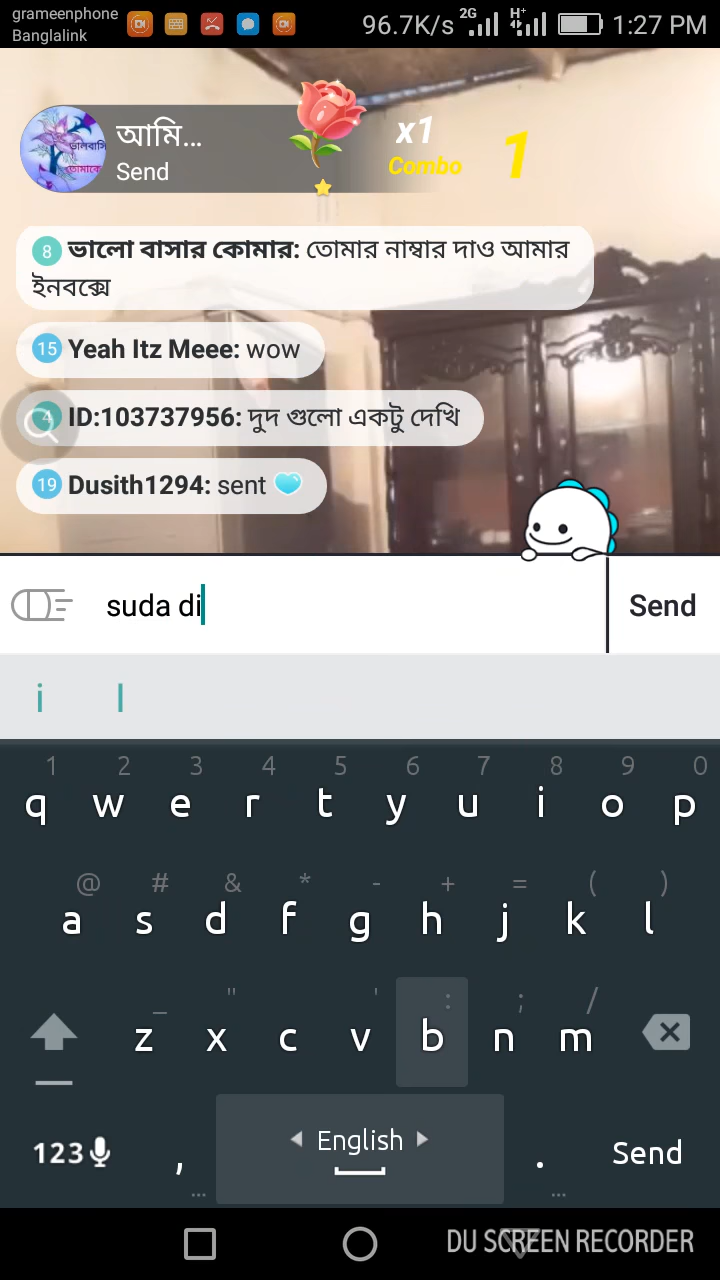 grameenphone
Banglalink
96.7K/s 2G H+ 1:27 PM
আমি...
Send
x1
Combo
1
8 ভালো বাসার কোমার: তোমার নাম্বার দাও আমার
ইনবক্সে
15 Yeah Itz Meee: wow
4 ID:103737956: দুদ গুলো একটু দেখি
19 Dusith1294: sent
suda di
Send
i l
1 2 3 4 5 6 7 8 9 0
q w e r t y u i o p
@ # & * - + = ( )
a s d f g h j k l
_ " ' : ; /
z x c v b n m
123 , English . Send
... ...
DU SCREEN RECORDER